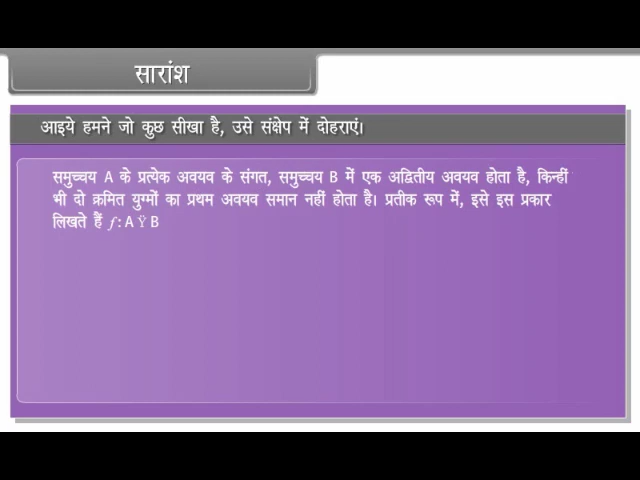 सारांश
आइये हमने जो कुछ सीखा है, उसे संक्षेप में दोहराएं।
समुच्चय A के प्रत्येक अवयव के संगत, समुच्चय B में एक अद्वितीय अवयव होता है, किन्हीं
भी दो क्रमित युग्मों का प्रथम अवयव समान नहीं होता है। प्रतीक रूप में, इसे इस प्रकार
लिखते हैं f : A Ÿ B